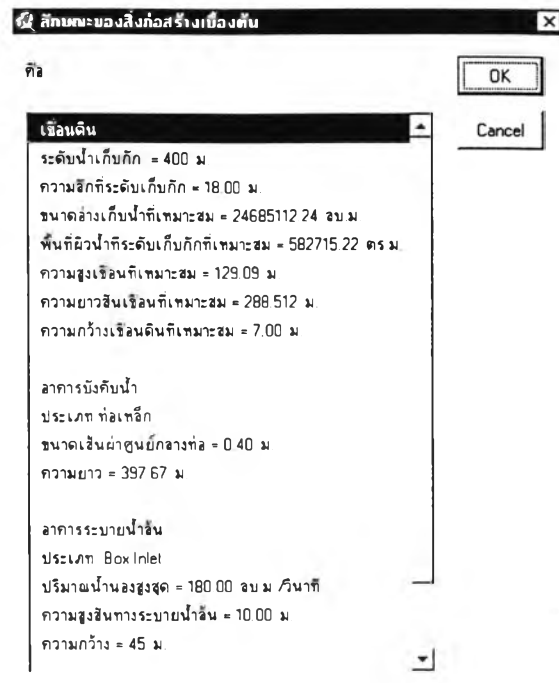 ลักษณะของสิ่งก่อสร้างเบื้องต้น
คือ
OK
Cancel
เขื่อนดิน
ระดับน้ำเก็บกัก = 400 ม
ความลึกที่ระดับเก็บกัก = 18.00 ม.
ขนาดอ่างเก็บน้ำที่เหมาะสม = 24685112.24 ลบ.ม
พื้นที่ผิวน้ำที่ระดับเก็บกักที่เหมาะสม = 582715.22 ตร ม.
ความสูงเขื่อนที่เหมาะสม = 129.09 ม
ความยาวสันเขื่อนที่เหมาะสม = 288.512 ม.
ความกว้างเขื่อนดินที่เหมาะสม = 7.00 ม
อาคารบังคับน้ำ
ประเภท ท่อเหล็ก
ขนาดเส้นผ่าศูนย์กลางท่อ = 0.40 ม
ความยาว = 397.67 ม
อาคารระบายน้ำล้น
ประเภท Box Inlet
ปริมาณน้ำนองสูงสุด = 180.00 ลบ.ม /วินาที
ความสูงสันทางระบายน้ำล้น = 10.00 ม
ความกว้าง = 45 ม.